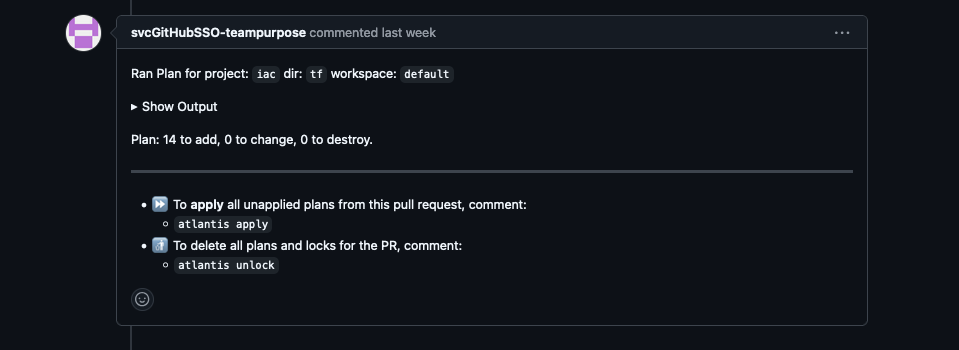 svcGitHubSSO-teampurpose commented last week
Ran Plan for project: iac dir: tf workspace: default
Show Output
Plan: 14 to add, 0 to change, 0 to destroy.
To apply all unapplied plans from this pull request, comment:
atlantis apply
To delete all plans and locks for the PR, comment:
atlantis unlock